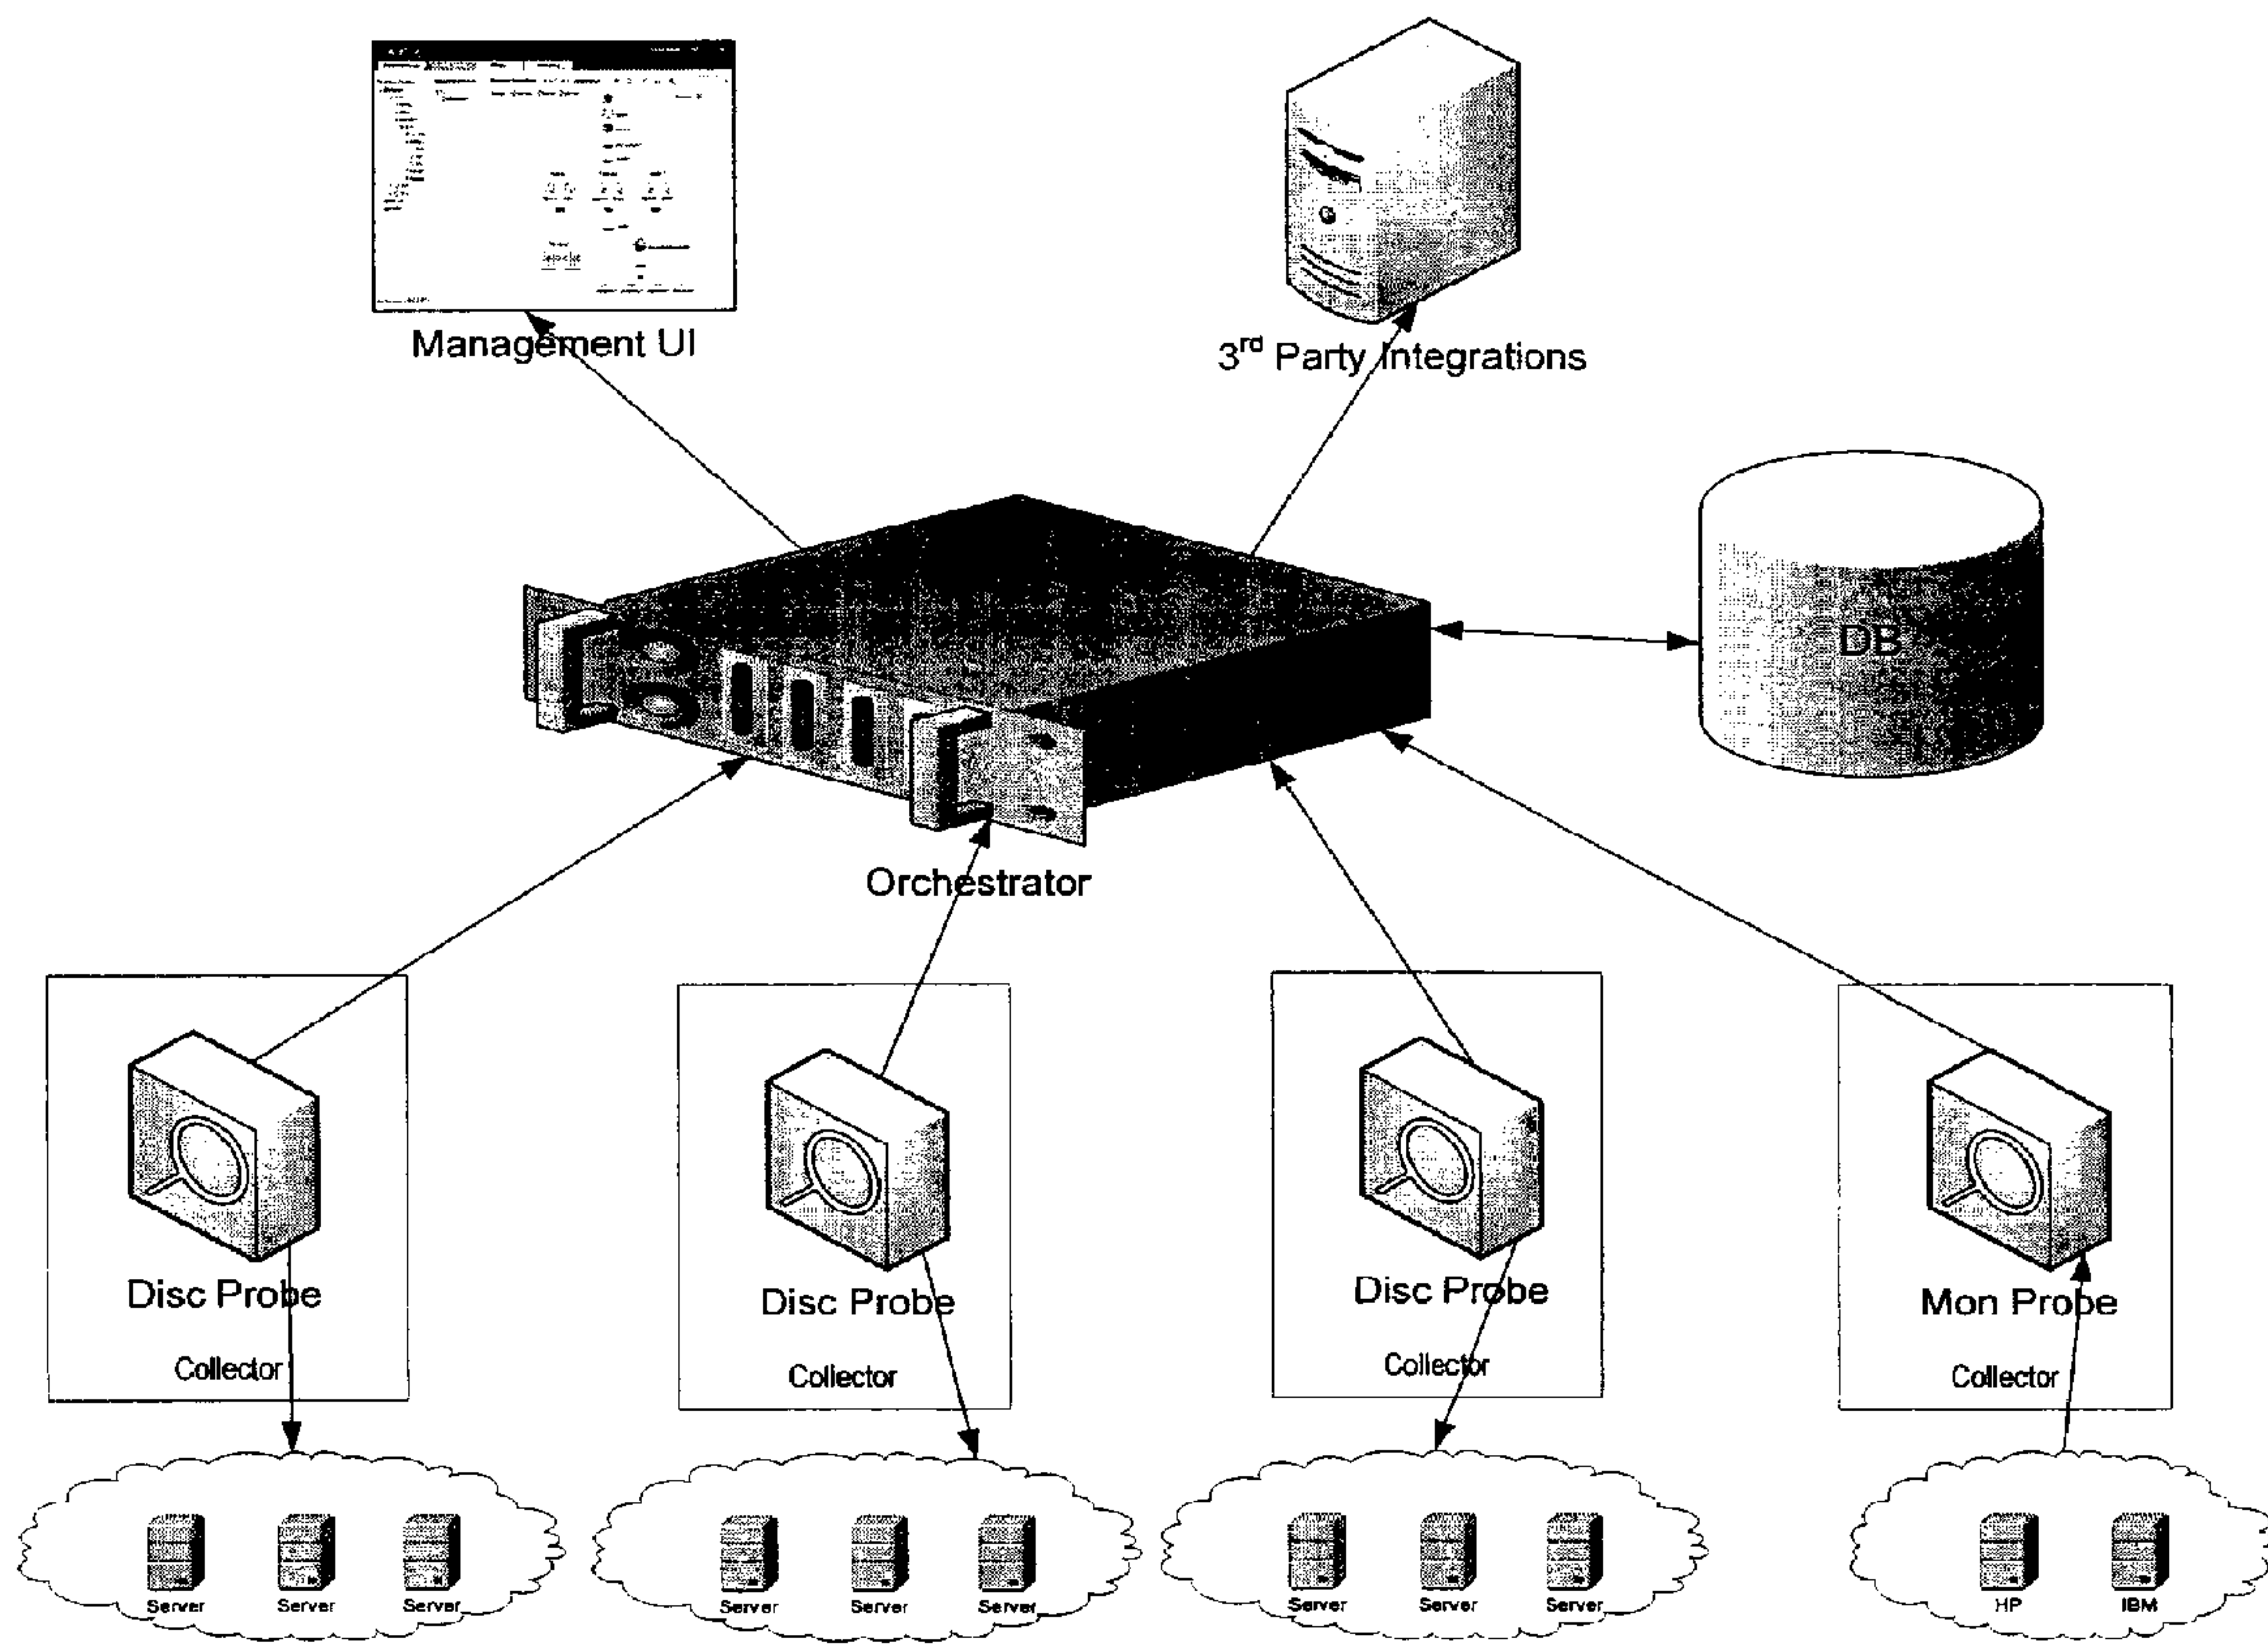 Management UI
3rd Party Integrations
DB
Orchestrator
Disc Probe
Collector
Disc Probe
Collector
Disc Probe
Collector
Mon Probe
Collector
Server Server Server
Server Server Server
Server Server Server
HP IBM